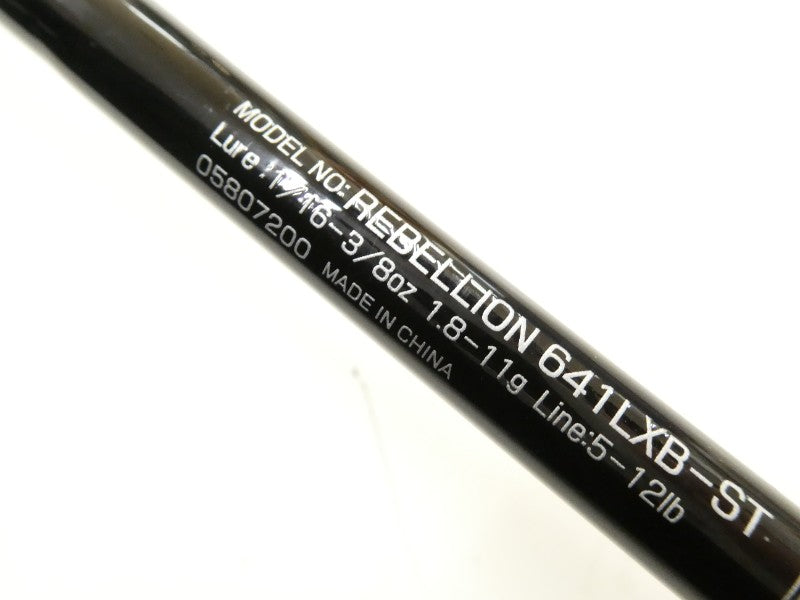 MODEL NO: REBELLION 641LXB-ST
Lure:1/16-3/8oz 1.8-11g Line:5-12lb
05807200 MADE IN CHINA